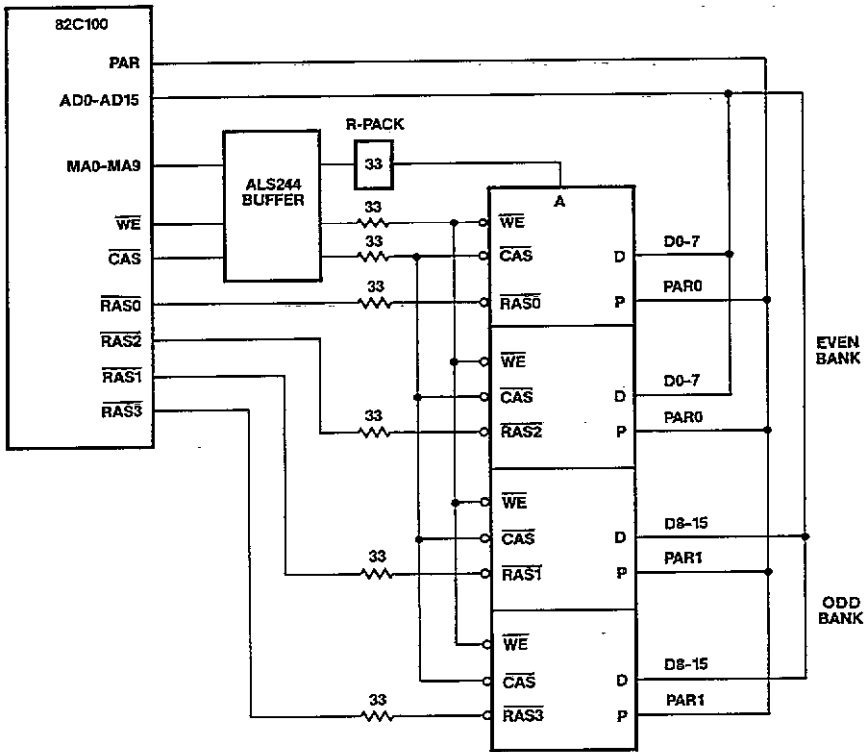 82C100
PAR
AD0-AD15
MA0-MA9
WE
CAS
RAS0
RAS2
RAS1
RAS3
ALS244
BUFFER
R-PACK
33
33
33
33
33
33
33
A
WE
CAS
RAS0
D
P
D0-7
PAR0
WE
CAS
RAS2
D
P
D0-7
PAR0
EVEN
BANK
WE
CAS
RAS1
D
P
D8-15
PAR1
WE
CAS
RAS3
D
P
D8-15
PAR1
ODD
BANK